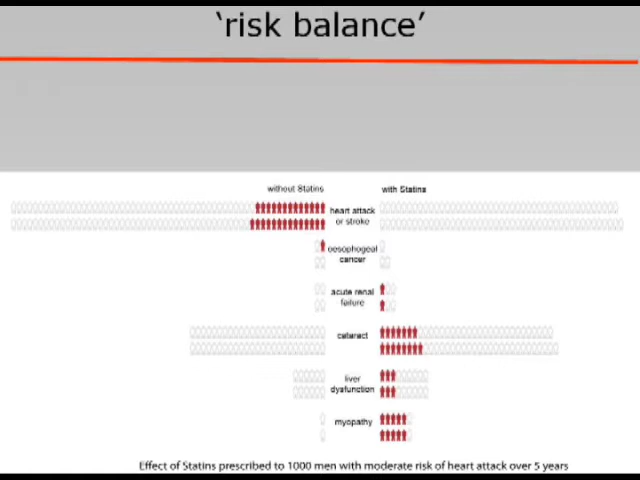 ‘risk balance’
without Statins
with Statins
heart attack
or stroke
oesophogeal
cancer
acute renal
failure
cataract
liver
dysfunction
myopathy
Effect of Statins prescribed to 1000 men with moderate risk of heart attack over 5 years